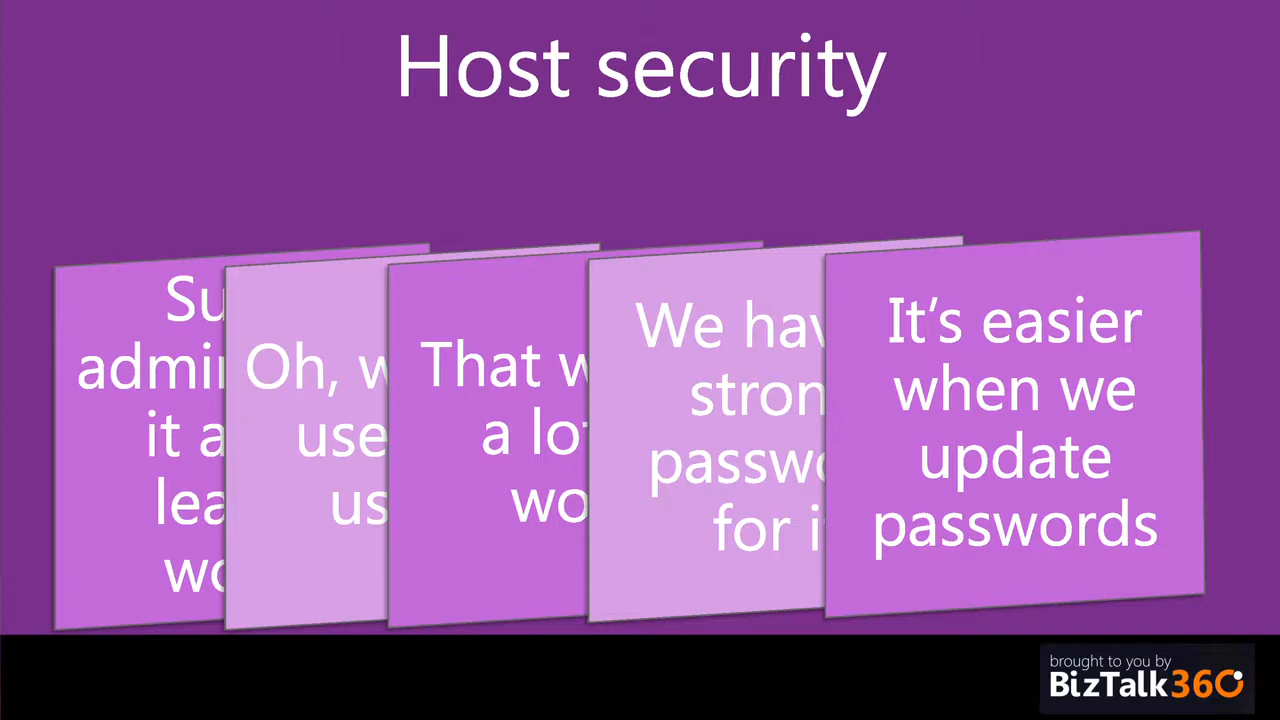 Host security
Su
admi
it a
lea
wo
Oh, w
use
us
That w
a lo
wo
We hav
stron
passwo
for i
It's easier
when we
update
passwords
brought to you by
BizTalk360